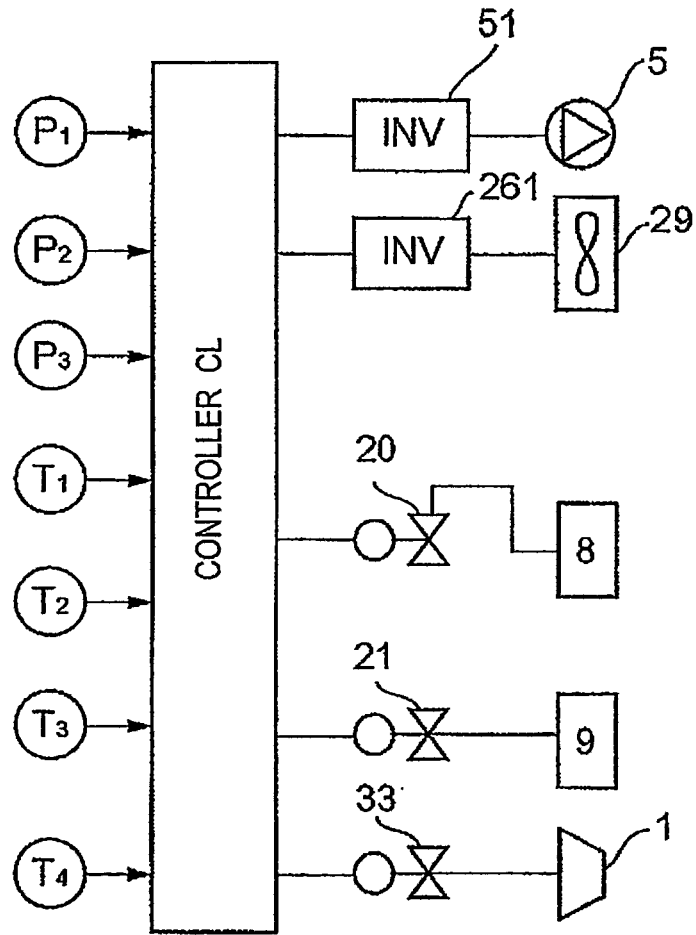 51
5
P1
INV
261
P2
INV
29
P3
CONTROLLER CL
20
T1
8
T2
21
T3
9
33
1
T4